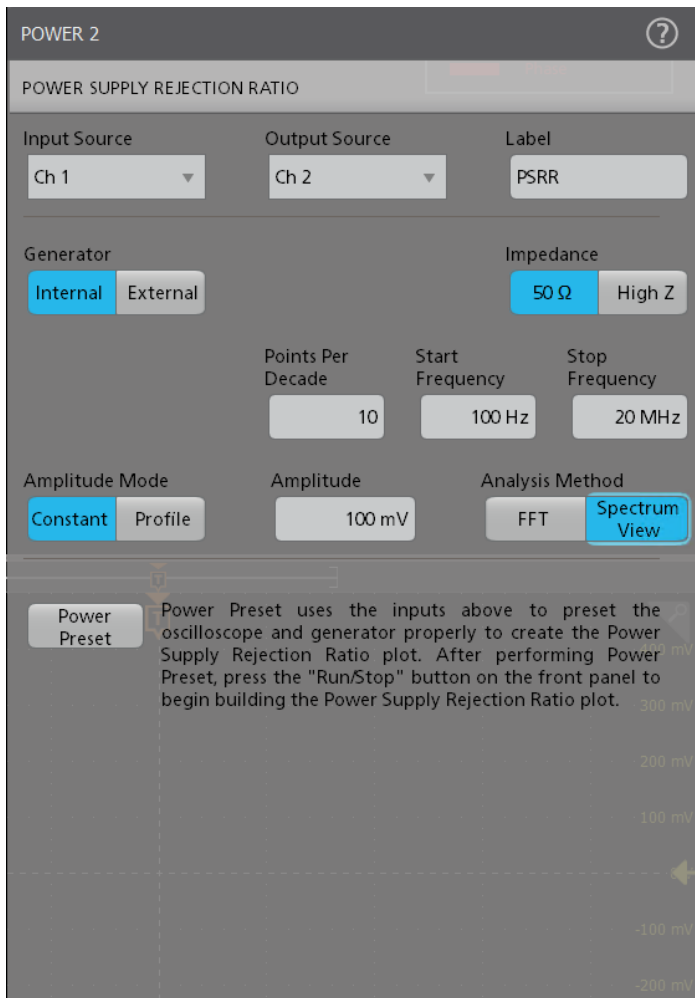 POWER 2
?
POWER SUPPLY REJECTION RATIO
Input Source
Output Source
Label
Ch 1
Ch 2
PSRR
Generator
Impedance
Internal
External
50 Ω
High Z
Points Per
Decade
Start
Frequency
Stop
Frequency
10
100 Hz
20 MHz
Amplitude Mode
Amplitude
Analysis Method
Constant
Profile
100 mV
FFT
Spectrum
View
T
Power
Preset
T
Power Preset uses the inputs above to preset the
oscilloscope and generator properly to create the Power
Supply Rejection Ratio plot. After performing Power
Preset, press the "Run/Stop" button on the front panel to
begin building the Power Supply Rejection Ratio plot.
400 mV
300 mV
200 mV
100 mV
-100 mV
-200 mV